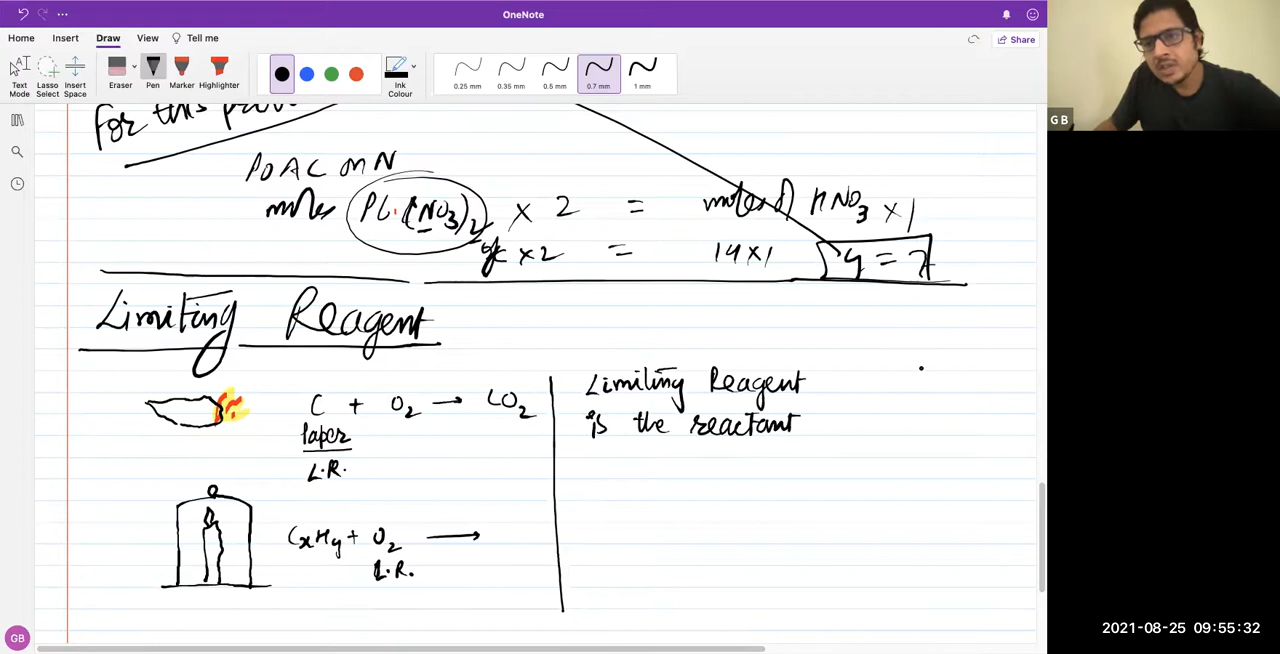 OneNote
Home Insert Draw View Tell me
Share
Text Mode
Lasso Select
Insert Space
Eraser
Pen
Marker
Highlighter
Ink Colour
0.25 mm
0.35 mm
0.5 mm
0.7 mm
1 mm
G B
for this
POAC on N
moles Pb(NO3)2 × 2 = moles of HNO3 × 1
× 2 = 14 × 1 y = 7
Limiting Reagent
C + O2 → CO2
Paper
L.R.
CxHy + O2 →
L.R.
Limiting Reagent
is the reactant
GB
2021-08-25 09:55:32